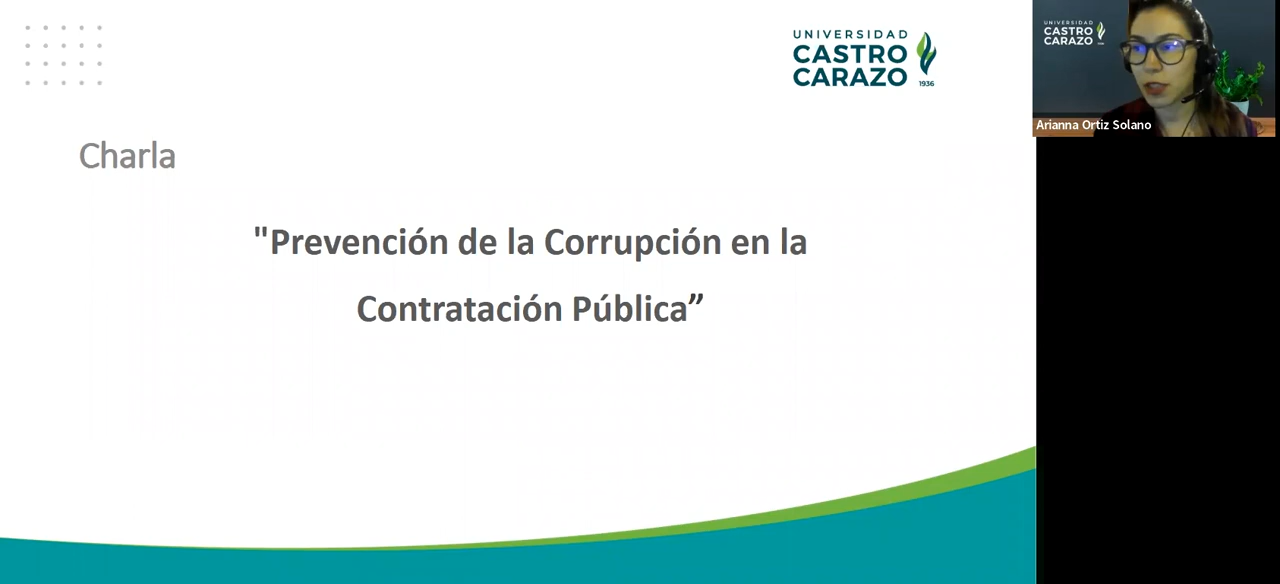 UNIVERSIDAD
CASTRO
CARAZO
1936
Charla
"Prevención de la Corrupción en la
Contratación Pública”
UNIVERSIDAD
CASTRO
CARAZO
Arianna Ortiz Solano